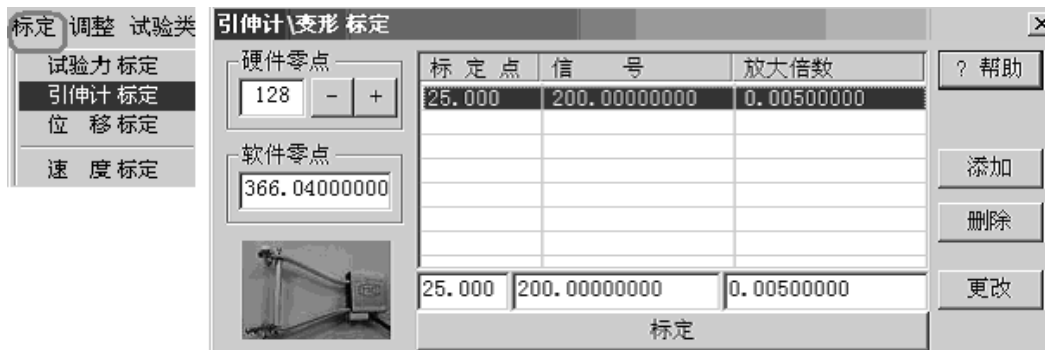 标定 调整 试验类
试验力 标定
引伸计 标定
位 移 标定
速 度 标定
引伸计\变形 标定
硬件零点
128 - +
软件零点
366.04000000
标 定 点 信 号 放大倍数
25.000 200.00000000 0.00500000
25.000 200.00000000 0.00500000
标定
? 帮助
添加
删除
更改